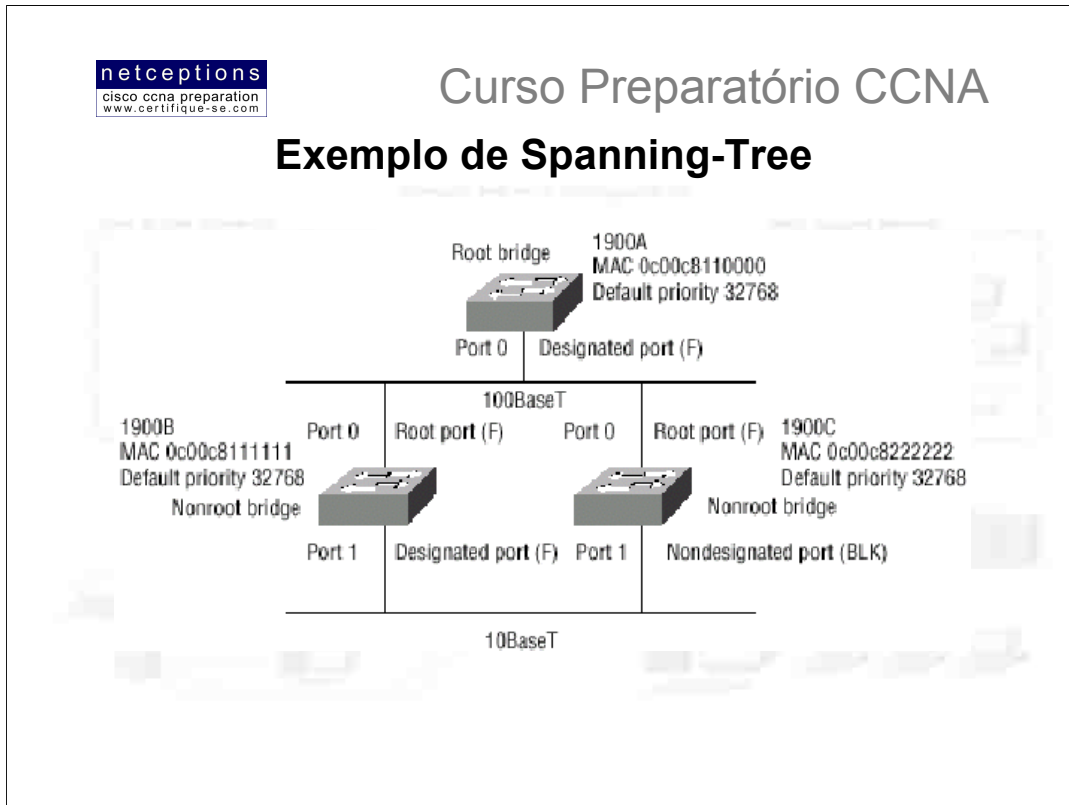 netceptions
cisco ccna preparation
www.certifique-se.com
Curso Preparatório CCNA
Exemplo de Spanning-Tree
Root bridge
1900A
MAC 0c00c8110000
Default priority 32768
Port 0
Designated port (F)
100BaseT
1900B
MAC 0c00c8111111
Default priority 32768
Nonroot bridge
Port 0
Root port (F)
Port 0
Root port (F)
1900C
MAC 0c00c8222222
Default priority 32768
Nonroot bridge
Port 1
Designated port (F)
Port 1
Nondesignated port (BLK)
10BaseT